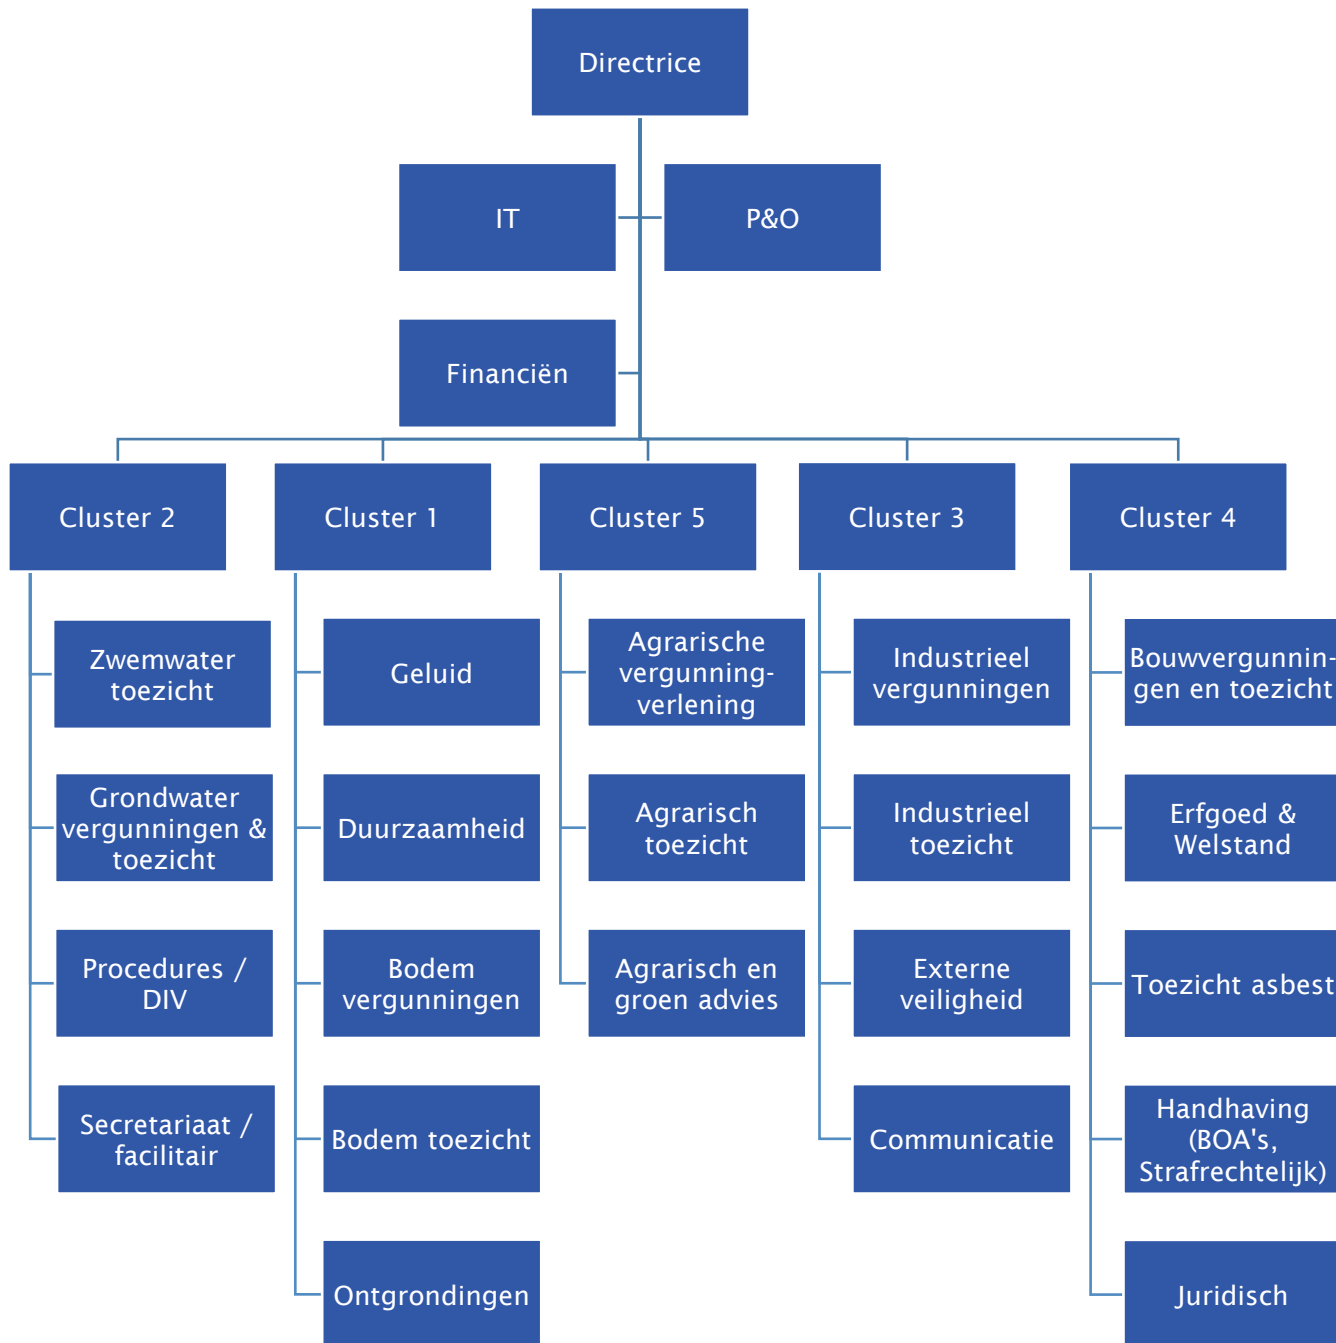 Directrice
IT
P&O
Financiën
Cluster 2
Cluster 1
Cluster 5
Cluster 3
Cluster 4
Zwemwater
toezicht
Grondwater
vergunningen &
toezicht
Procedures /
DIV
Secretariaat /
facilitair
Geluid
Duurzaamheid
Bodem
vergunningen
Bodem toezicht
Ontgrondingen
Agrarische
vergunning-
verlening
Agrarisch
toezicht
Agrarisch en
groen advies
Industrieel
vergunningen
Industrieel
toezicht
Externe
veiligheid
Communicatie
Bouwvergunnin-
gen en toezicht
Erfgoed &
Welstand
Toezicht asbest
Handhaving
(BOA's,
Strafrechtelijk)
Juridisch